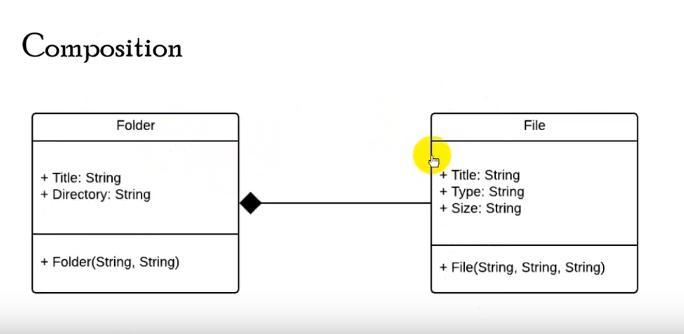 Composition
Folder
+ Title: String
+ Directory: String
+ Folder(String, String)
File
+ Title: String
+ Type: String
+ Size: String
+ File(String, String, String)